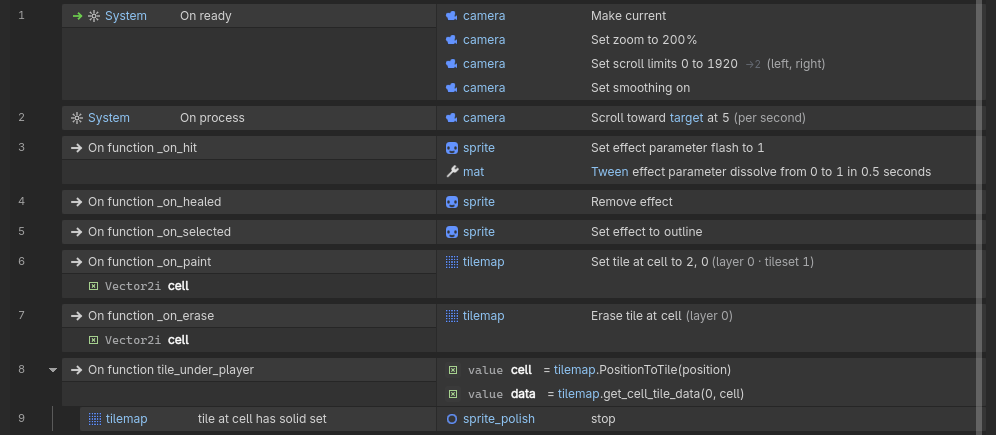 1 System On ready camera Make current
camera Set zoom to 200%
camera Set scroll limits 0 to 1920 →2 (left, right)
camera Set smoothing on
2 System On process camera Scroll toward target at 5 (per second)
3 On function _on_hit sprite Set effect parameter flash to 1
mat Tween effect parameter dissolve from 0 to 1 in 0.5 seconds
4 On function _on_healed sprite Remove effect
5 On function _on_selected sprite Set effect to outline
6 On function _on_paint tilemap Set tile at cell to 2, 0 (layer 0 · tileset 1)
Vector2i cell
7 On function _on_erase tilemap Erase tile at cell (layer 0)
Vector2i cell
8 On function tile_under_player value cell = tilemap.PositionToTile(position)
value data = tilemap.get_cell_tile_data(0, cell)
9 tilemap tile at cell has solid set sprite_polish stop